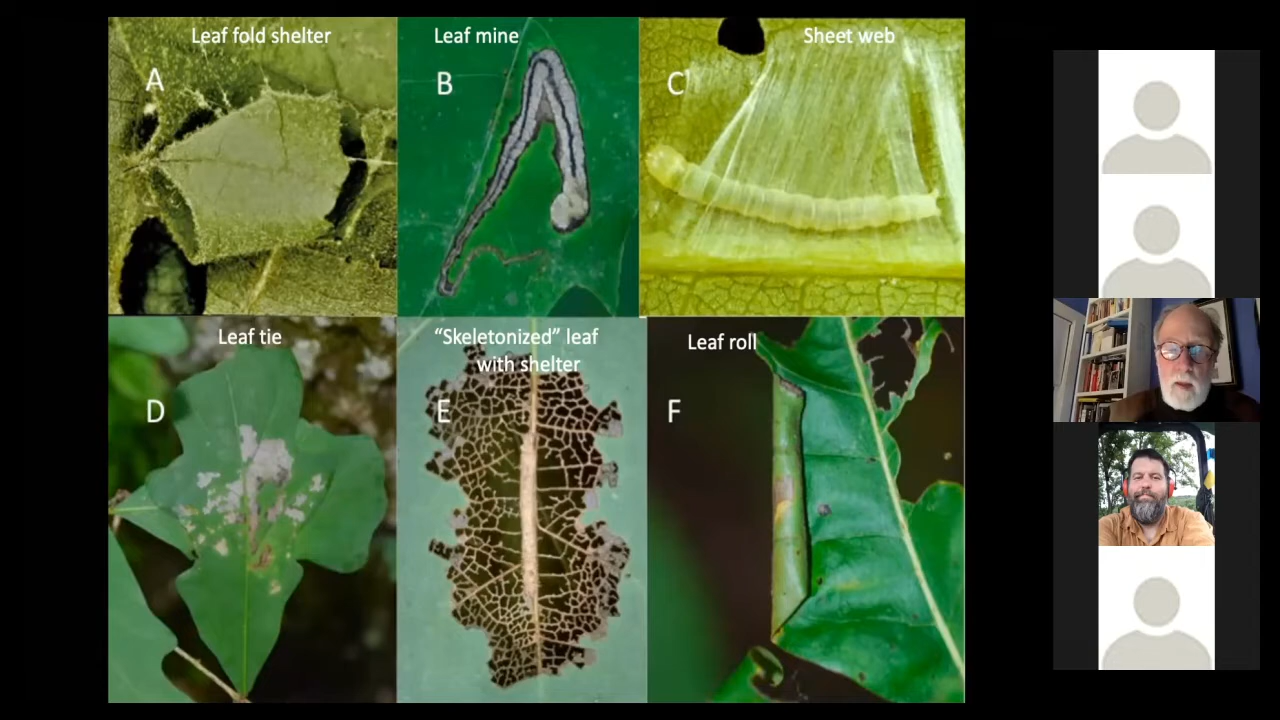 Leaf fold shelter
A
Leaf mine
B
Sheet web
C
Leaf tie
D
“Skeletonized” leaf
with shelter
E
Leaf roll
F